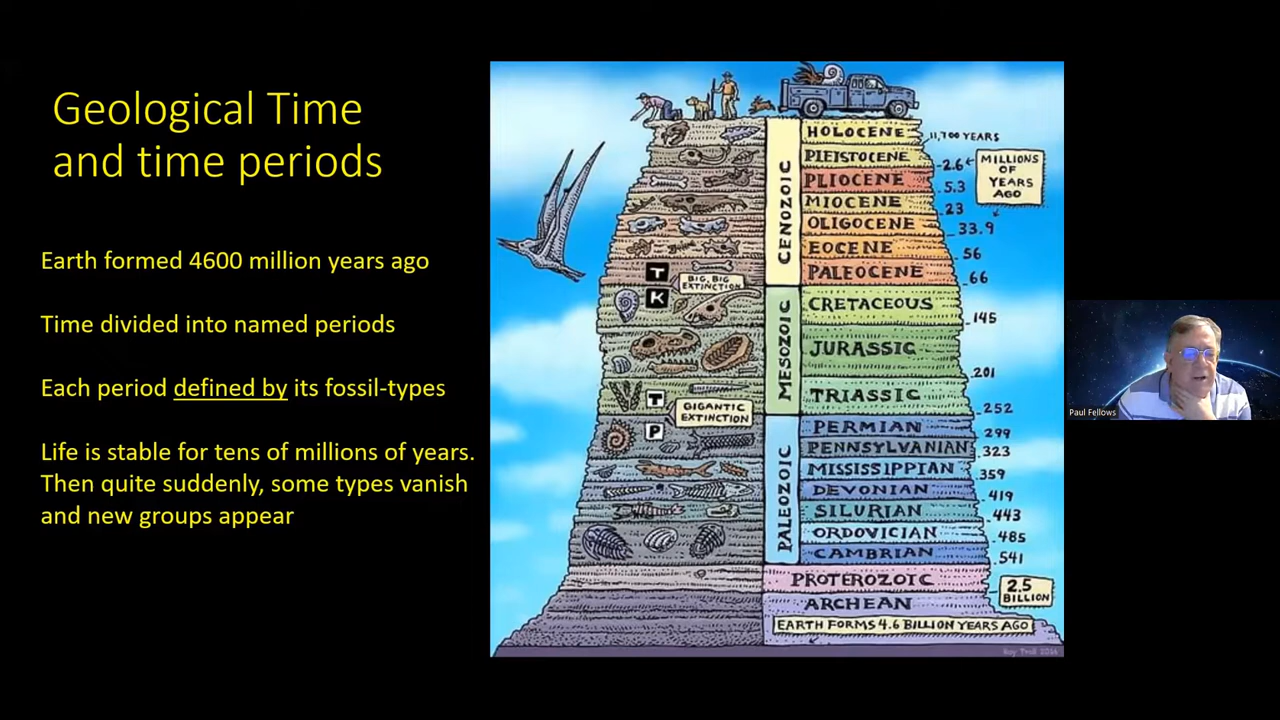 Geological Time
and time periods
Earth formed 4600 million years ago
Time divided into named periods
Each period defined by its fossil-types
Life is stable for tens of millions of years.
Then quite suddenly, some types vanish
and new groups appear
CENOZOIC
HOLOCENE
11,700 YEARS
PLEISTOCENE
2.6
MILLIONS
OF
YEARS
AGO
PLIOCENE
5.3
MIOCENE
23
OLIGOCENE
33.9
EOCENE
56
PALEOCENE
66
T
BIG, BIG
EXTINCTION
K
MESOZOIC
CRETACEOUS
145
JURASSIC
201
TRIASSIC
252
T
GIGANTIC
EXTINCTION
P
PALEOZOIC
PERMIAN
299
PENNSYLVANIAN
323
MISSISSIPPIAN
359
DEVONIAN
419
SILURIAN
443
ORDOVICIAN
485
CAMBRIAN
541
PROTEROZOIC
2.5
BILLION
ARCHEAN
EARTH FORMS 4.6 BILLION YEARS AGO
Ray Troll 2016
Paul Fellows